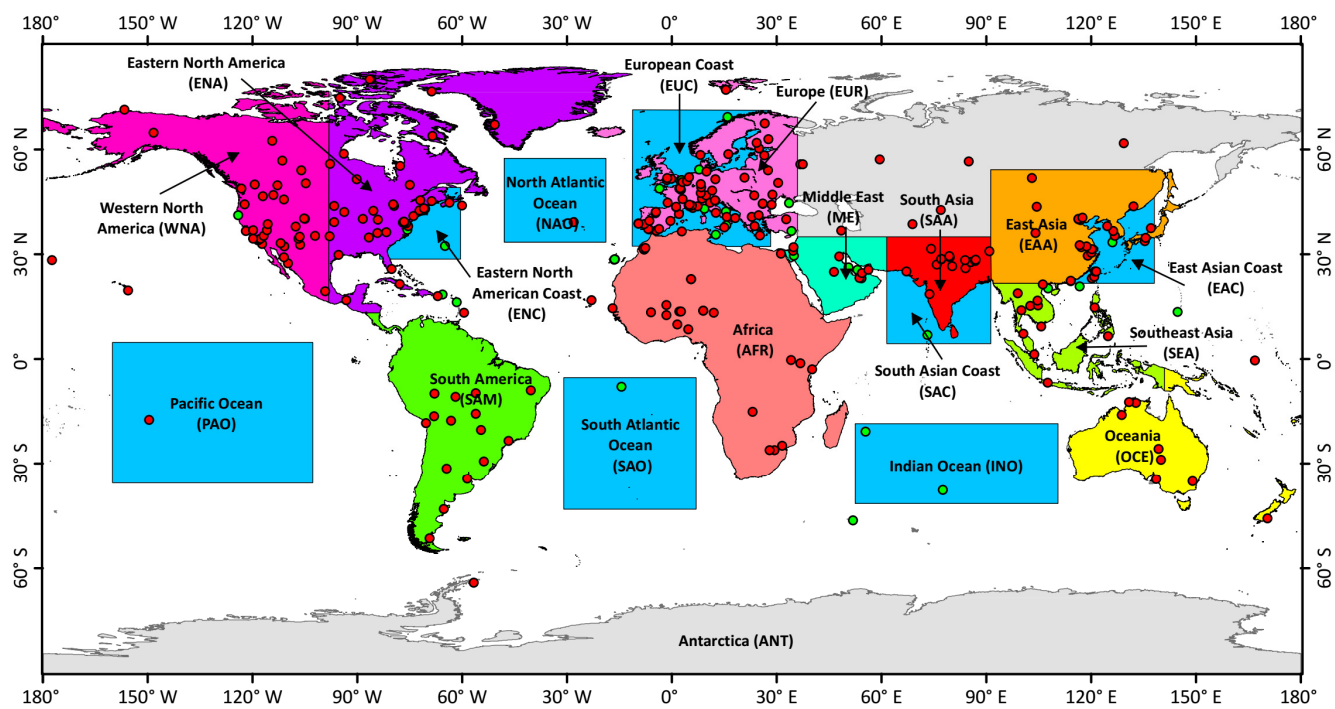 180° 150° W 120° W 90° W 60° W 30° W 0° 30° E 60° E 90° E 120° E 150° E 180°
60° N
30° N
0°
30° S
60° S
60° N
30° N
0°
30° S
60° S
Eastern North America
(ENA)
European Coast
(EUC)
Europe (EUR)
Western North
America (WNA)
North Atlantic
Ocean
(NAO)
Middle East
(ME)
South Asia
(SAA)
East Asia
(EAA)
Eastern North
American Coast
(ENC)
East Asian Coast
(EAC)
Africa
(AFR)
South Asian Coast
(SAC)
Southeast Asia
(SEA)
South America
(SAM)
Pacific Ocean
(PAO)
South Atlantic
Ocean
(SAO)
Indian Ocean (INO)
Oceania
(OCE)
Antarctica (ANT)
180° 150° W 120° W 90° W 60° W 30° W 0° 30° E 60° E 90° E 120° E 150° E 180°